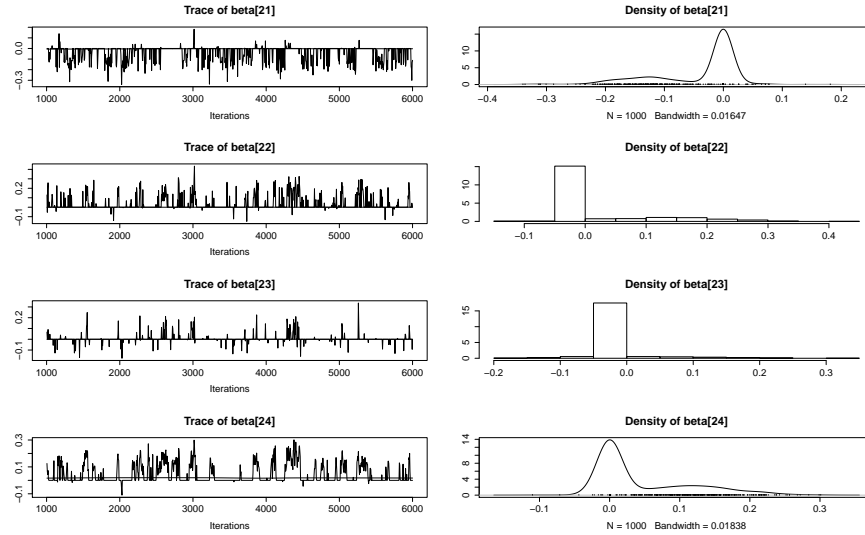 Trace of beta[21]
0.0
-0.3
1000 2000 3000 4000 5000 6000
Iterations
Density of beta[21]
15
10
5
0
-0.4 -0.3 -0.2 -0.1 0.0 0.1 0.2
N = 1000 Bandwidth = 0.01647
Trace of beta[22]
0.2
-0.1
1000 2000 3000 4000 5000 6000
Iterations
Density of beta[22]
15
10
5
0
-0.1 0.0 0.1 0.2 0.3 0.4
Trace of beta[23]
0.2
-0.1
1000 2000 3000 4000 5000 6000
Iterations
Density of beta[23]
15
5
0
-0.2 -0.1 0.0 0.1 0.2 0.3
Trace of beta[24]
0.3
0.1
-0.1
1000 2000 3000 4000 5000 6000
Iterations
Density of beta[24]
14
8
4
0
-0.1 0.0 0.1 0.2 0.3
N = 1000 Bandwidth = 0.01838